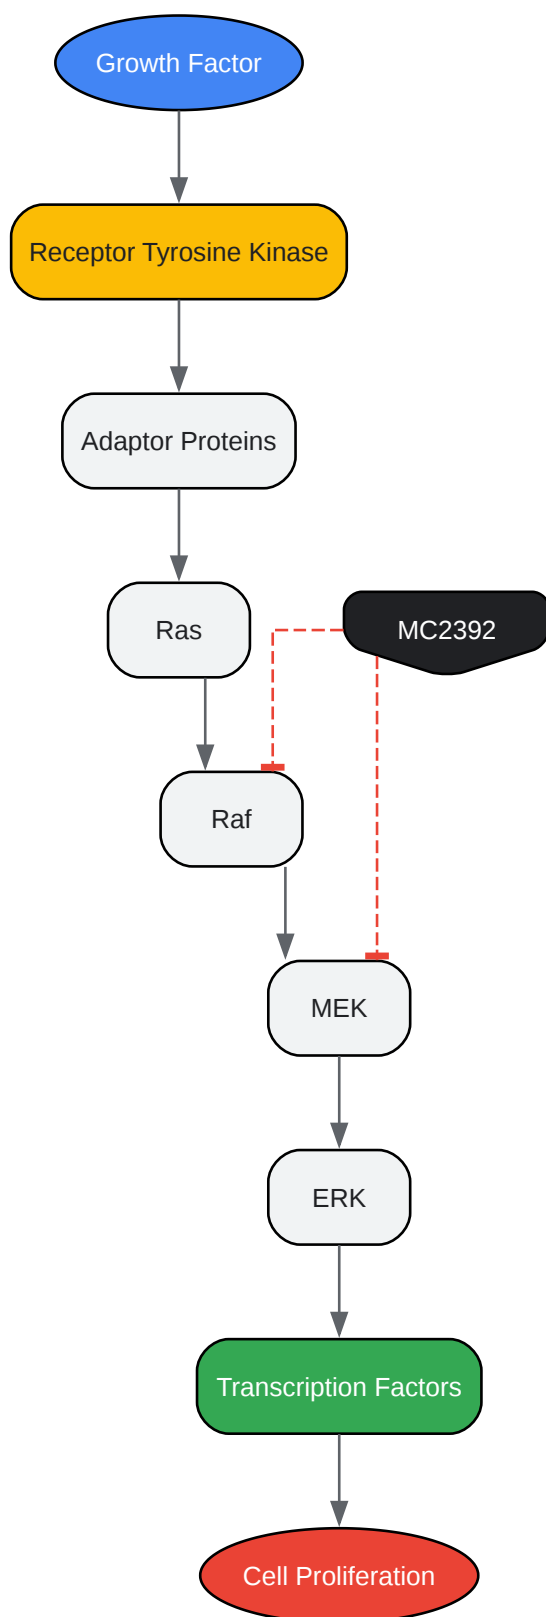 Growth Factor
Receptor Tyrosine Kinase
Adaptor Proteins
Ras
MC2392
Raf
MEK
ERK
Transcription Factors
Cell Proliferation